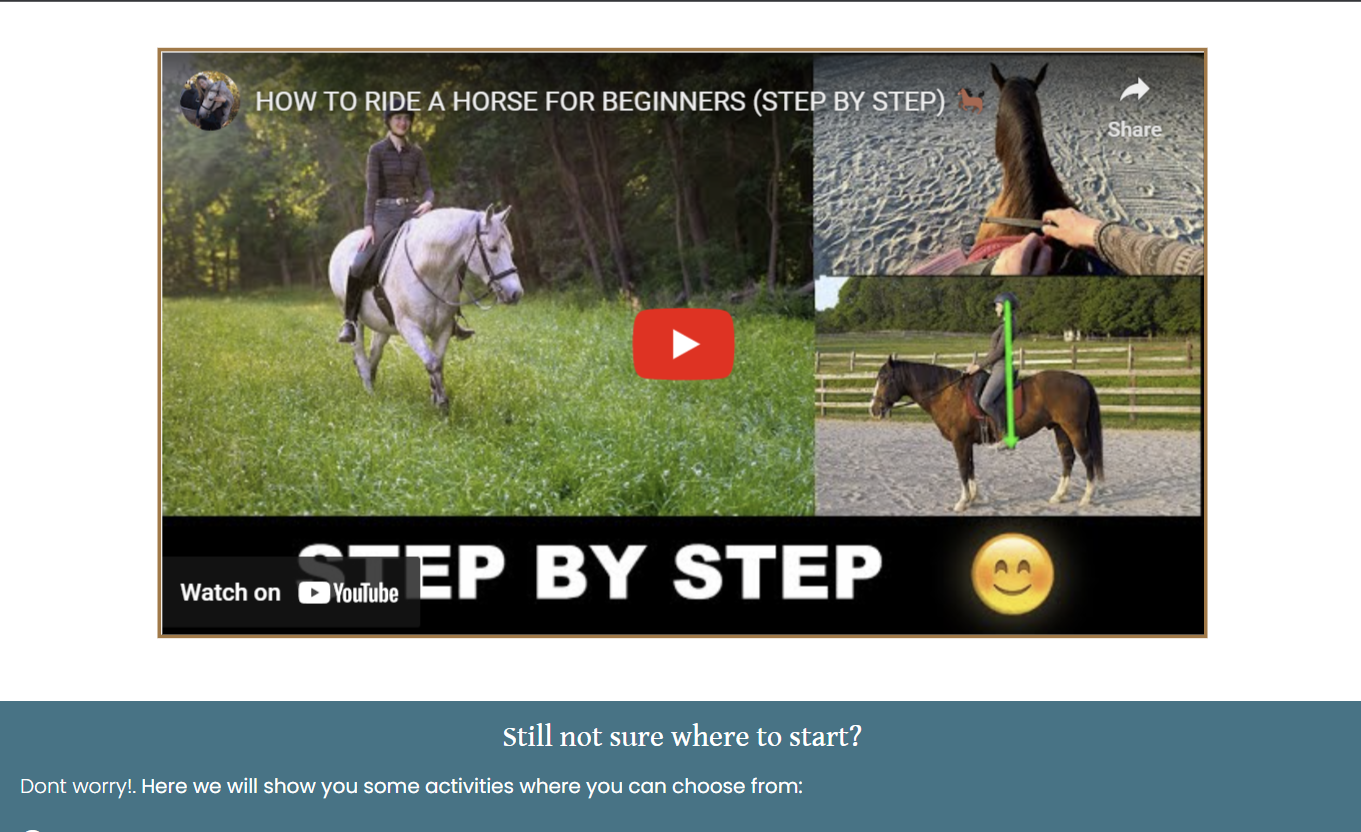 HOW TO RIDE A HORSE FOR BEGINNERS (STEP BY STEP)
Share
STEP BY STEP
Watch on YouTube
Still not sure where to start?
Dont worry!. Here we will show you some activities where you can choose from: